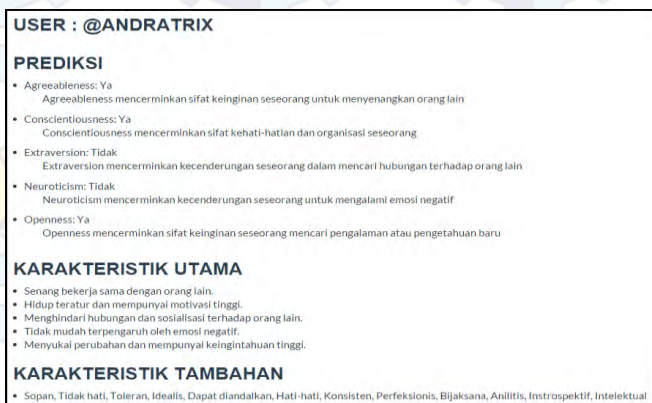 USER : @ANDRATRIX
PREDIKSI
• Agreeableness: Ya
Agreeableness mencerminkan sifat keinginan seseorang untuk menyenangkan orang lain
• Conscientiousness: Ya
Conscientiousness mencerminkan sifat kehati-hatian dan organisasi seseorang
• Extraversion: Tidak
Extraversion mencerminkan kecenderungan seseorang dalam mencari hubungan terhadap orang lain
• Neuroticism: Tidak
Neuroticism mencerminkan kecenderungan seseorang untuk mengalami emosi negatif
• Openness: Ya
Openness mencerminkan sifat keinginan seseorang mencari pengalaman atau pengetahuan baru
KARAKTERISTIK UTAMA
• Senang bekerja sama dengan orang lain.
• Hidup teratur dan mempunyai motivasi tinggi.
• Menghindari hubungan dan sosialisasi terhadap orang lain.
• Tidak mudah terpengaruh oleh emosi negatif.
• Menyukai perubahan dan mempunyai keingintahuan tinggi.
KARAKTERISTIK TAMBAHAN
• Sopan, Tidak hati, Toleran, Idealis, Dapat diandalkan, Hati-hati, Konsisten, Perfeksionis, Bijaksana, Anilitis, Instrospektif, Intelektual